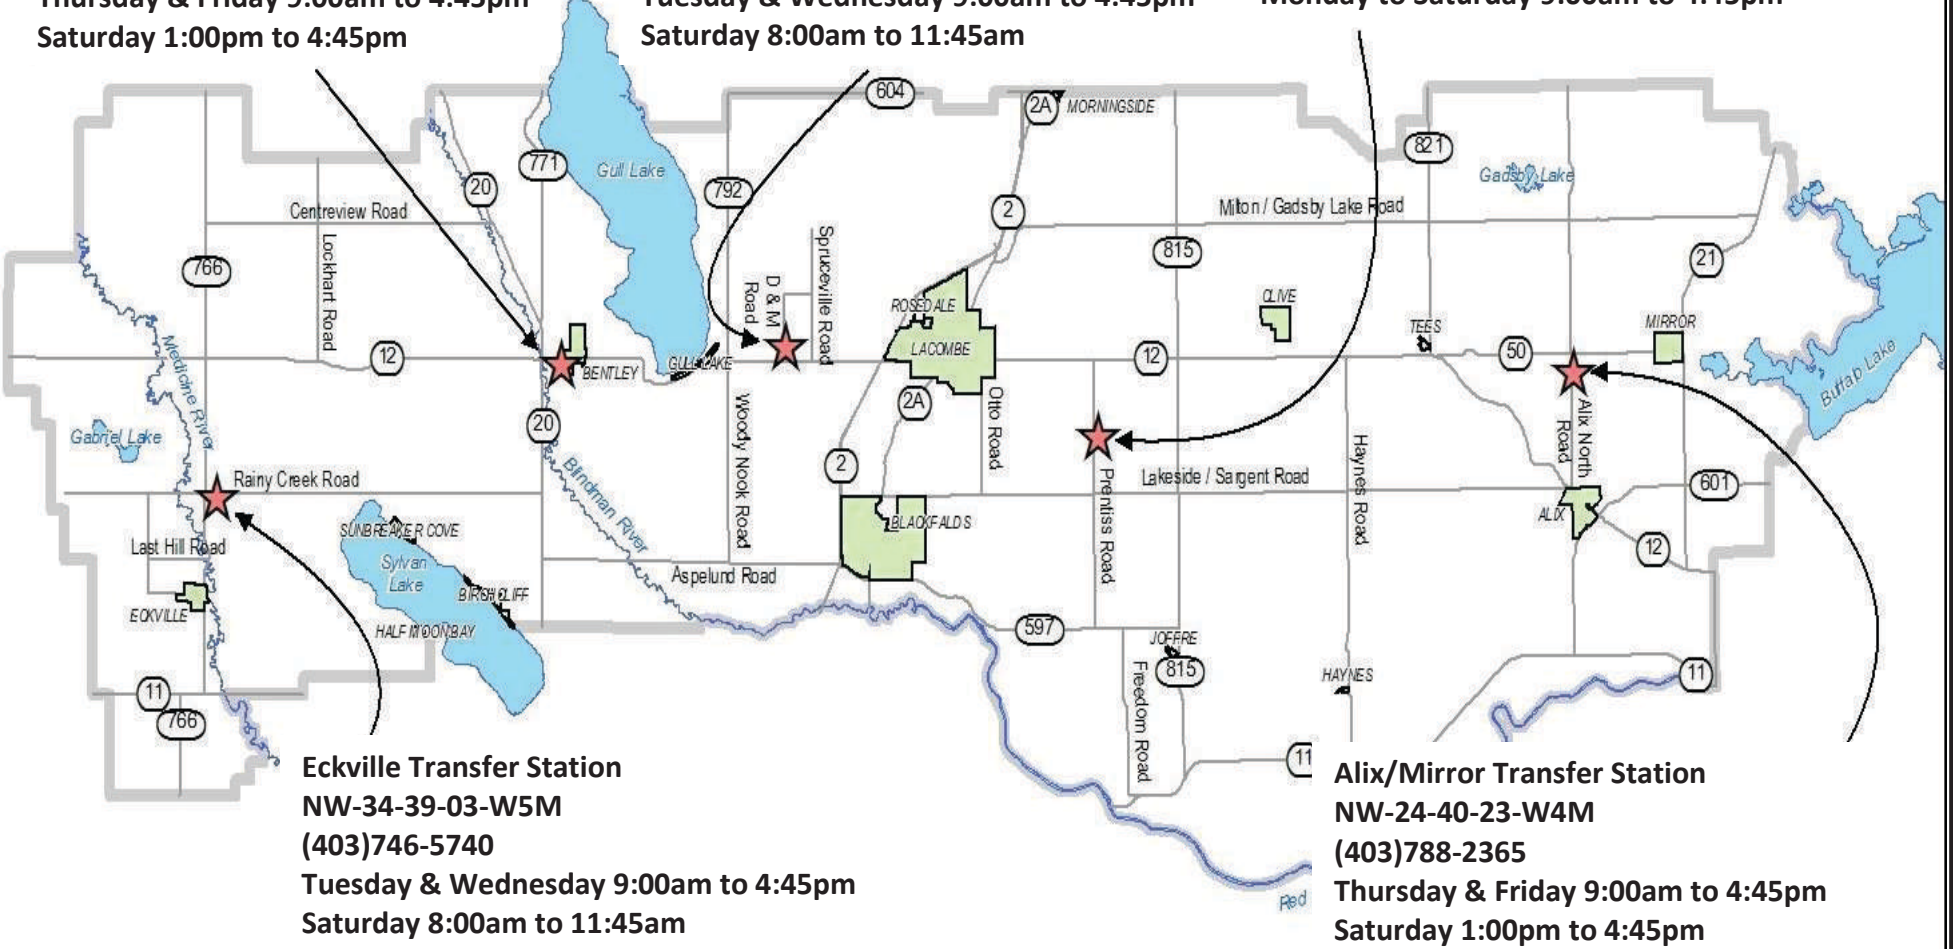 Thursday & Friday 9:00am to 4:45pm
Saturday 1:00pm to 4:45pm
Tuesday & Wednesday 9:00am to 4:45pm
Saturday 8:00am to 11:45am
Monday to Saturday 9:00am to 4:45pm
604
2A
MORNINGSIDE
821
771
Gull Lake
20
792
Gadsby Lake
Centreview Road
2
Milton / Gadsby Lake Road
Lockhart Road
766
D & M Road
Spruceville Road
815
21
ROSEDALE
CLIVE
TEES
MIRROR
Medicine River
12
BENTLEY
GULL LAKE
LACOMBE
12
50
Buffab Lake
2A
Otto Road
Alix North Road
Gabriel Lake
20
Woody Nook Road
2
Haynes Road
Rainy Creek Road
Blindman River
Prentiss Road
Lakeside / Sargent Road
601
SUNBREAKER COVE
BLACKFALDS
ALIX
Last Hill Road
Sylvan Lake
12
Aspelund Road
BIRCHCLIFF
ECKVILLE
HALF MOON BAY
597
JOFFRE
815
HAYNES
11
11
766
Freedom Road
11
Red
Eckville Transfer Station
NW-34-39-03-W5M
(403)746-5740
Tuesday & Wednesday 9:00am to 4:45pm
Saturday 8:00am to 11:45am
Alix/Mirror Transfer Station
NW-24-40-23-W4M
(403)788-2365
Thursday & Friday 9:00am to 4:45pm
Saturday 1:00pm to 4:45pm